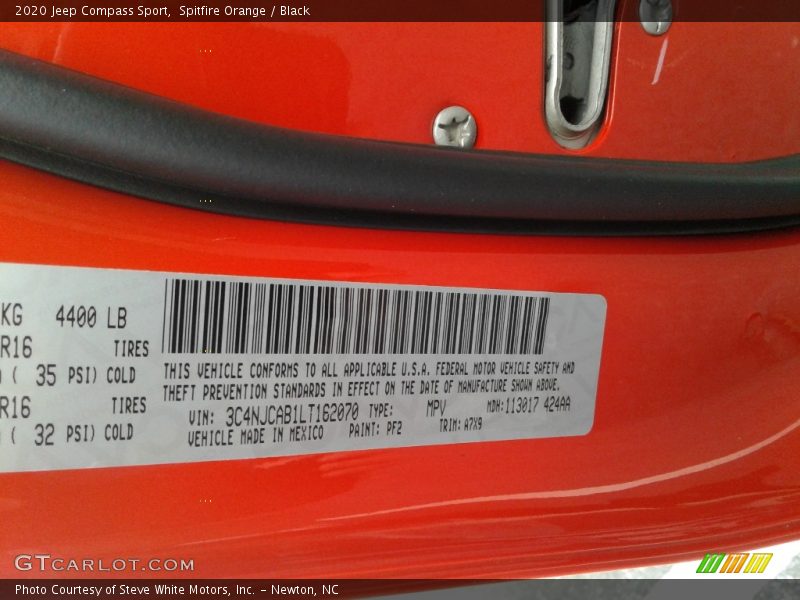 2020 Jeep Compass Sport,  Spitfire Orange / Black
KG 4400 LB
R16 TIRES
( 35 PSI) COLD
R16 TIRES
( 32 PSI) COLD
THIS VEHICLE CONFORMS TO ALL APPLICABLE U.S.A. FEDERAL MOTOR VEHICLE SAFETY AND
THEFT PREVENTION STANDARDS IN EFFECT ON THE DATE OF MANUFACTURE SHOWN ABOVE.
VIN: 3C4NJCAB1LT162070 TYPE: MPV MDH:113017 424AA
VEHICLE MADE IN MEXICO PAINT: PF2 TRIM: A7X9
GTCARLOT.COM
Photo Courtesy of Steve White Motors, Inc. – Newton, NC